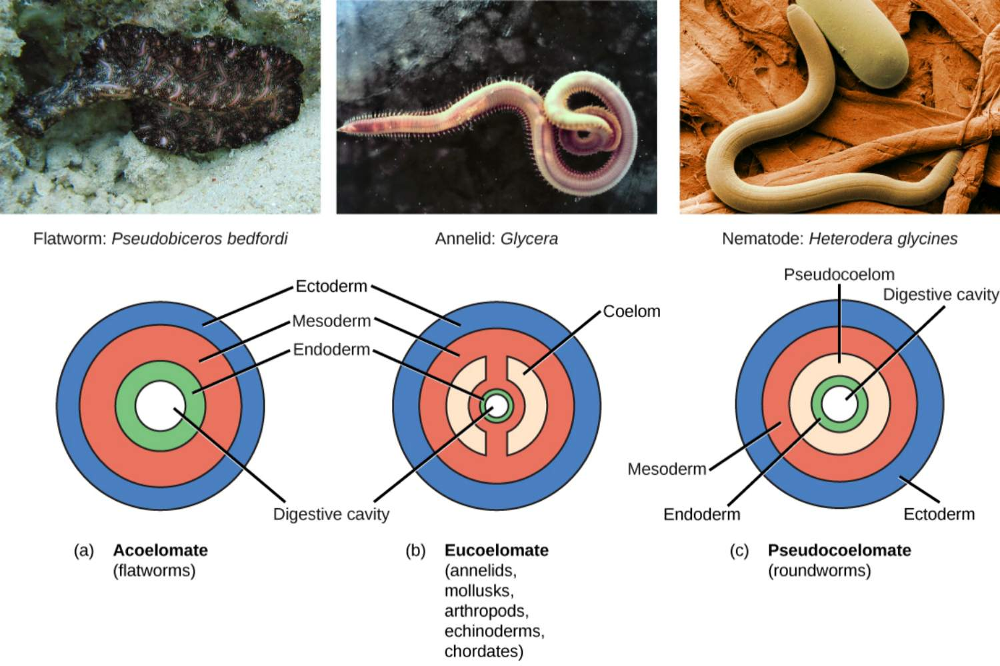 Flatworm: Pseudobiceros bedfordi
Annelid: Glycera
Nematode: Heterodera glycines
Ectoderm
Mesoderm
Endoderm
Digestive cavity
Coelom
Pseudocoelom
Digestive cavity
Mesoderm
Endoderm
Ectoderm
(a) Acoelomate
(flatworms)
(b) Eucoelomate
(annelids,
mollusks,
arthropods,
echinoderms,
chordates)
(c) Pseudocoelomate
(roundworms)